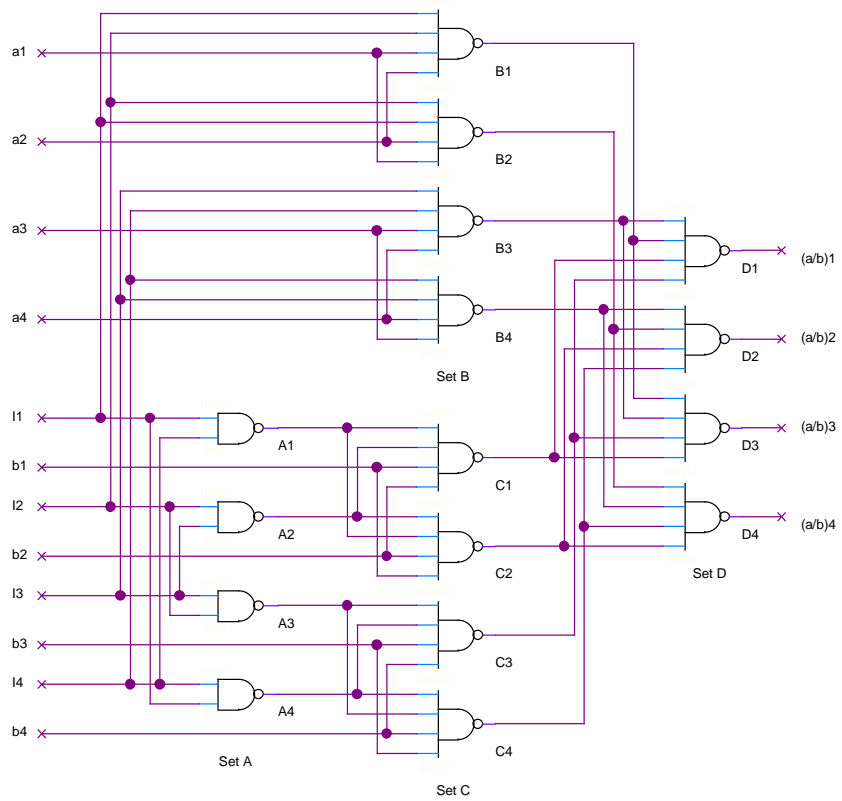 a1
B1
a2
B2
a3
B3
D1
(a/b)1
a4
B4
D2
(a/b)2
Set B
I1
A1
D3
(a/b)3
b1
C1
I2
A2
D4
(a/b)4
b2
C2
Set D
I3
A3
b3
C3
I4
A4
b4
C4
Set A
Set C